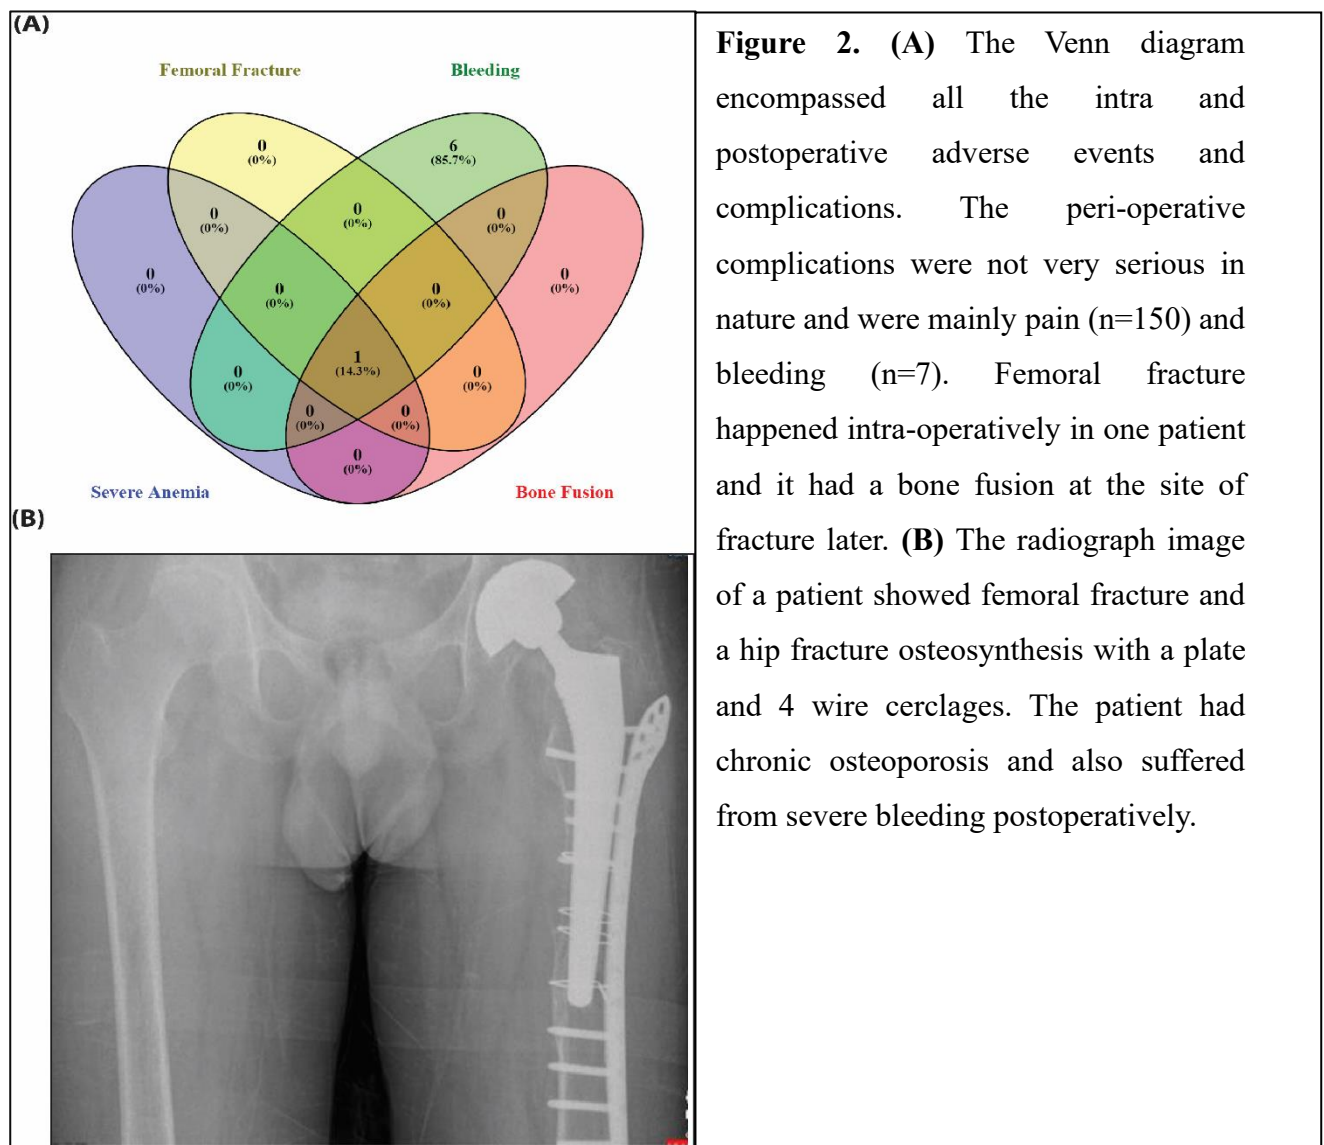 (A)
Femoral Fracture
Bleeding
0
(0%)
6
(85.7%)
0
(0%)
0
(0%)
0
(0%)
0
(0%)
0
(0%)
0
(0%)
0
(0%)
1
(14.3%)
0
(0%)
0
(0%)
0
(0%)
0
(0%)
0
(0%)
Severe Anemia
Bone Fusion
(B)
Figure 2. (A) The Venn diagram
encompassed all the intra and
postoperative adverse events and
complications. The peri-operative
complications were not very serious in
nature and were mainly pain (n=150) and
bleeding (n=7). Femoral fracture
happened intra-operatively in one patient
and it had a bone fusion at the site of
fracture later. (B) The radiograph image
of a patient showed femoral fracture and
a hip fracture osteosynthesis with a plate
and 4 wire cerclages. The patient had
chronic osteoporosis and also suffered
from severe bleeding postoperatively.